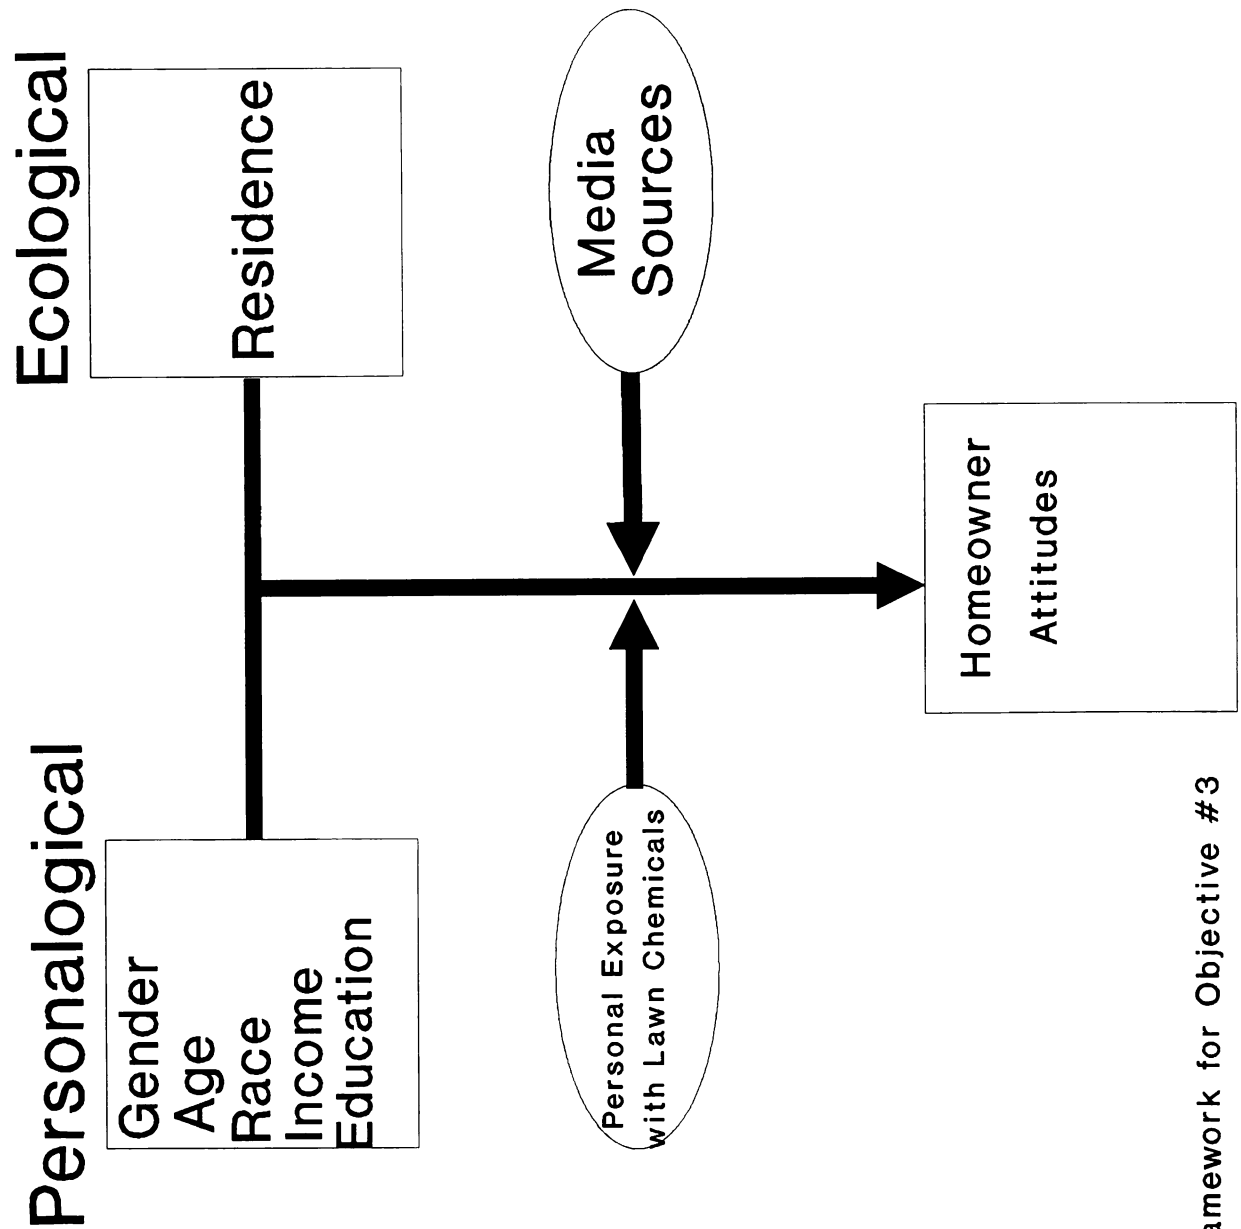 Personalogical
Ecological
Gender
Age
Race
Income
Education
Residence
Personal Exposure
with Lawn Chemicals
Media
Sources
Homeowner
Attitudes
for Objective #3